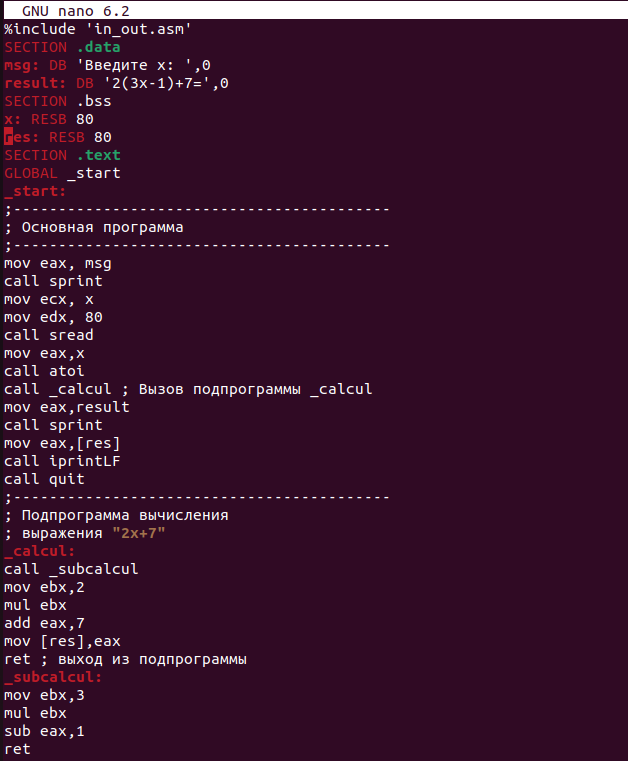 GNU nano 6.2
%include 'in_out.asm'
SECTION .data
msg: DB 'Введите x: ',0
result: DB '2(3x-1)+7=',0
SECTION .bss
x: RESB 80
res: RESB 80
SECTION .text
GLOBAL _start
_start:
;------------------------------------------
; Основная программа
;------------------------------------------
mov eax, msg
call sprint
mov ecx, x
mov edx, 80
call sread
mov eax,x
call atoi
call _calcul ; Вызов подпрограммы _calcul
mov eax,result
call sprint
mov eax,[res]
call iprintLF
call quit
;------------------------------------------
; Подпрограмма вычисления
; выражения "2x+7"
_calcul:
call _subcalcul
mov ebx,2
mul ebx
add eax,7
mov [res],eax
ret ; выход из подпрограммы
_subcalcul:
mov ebx,3
mul ebx
sub eax,1
ret